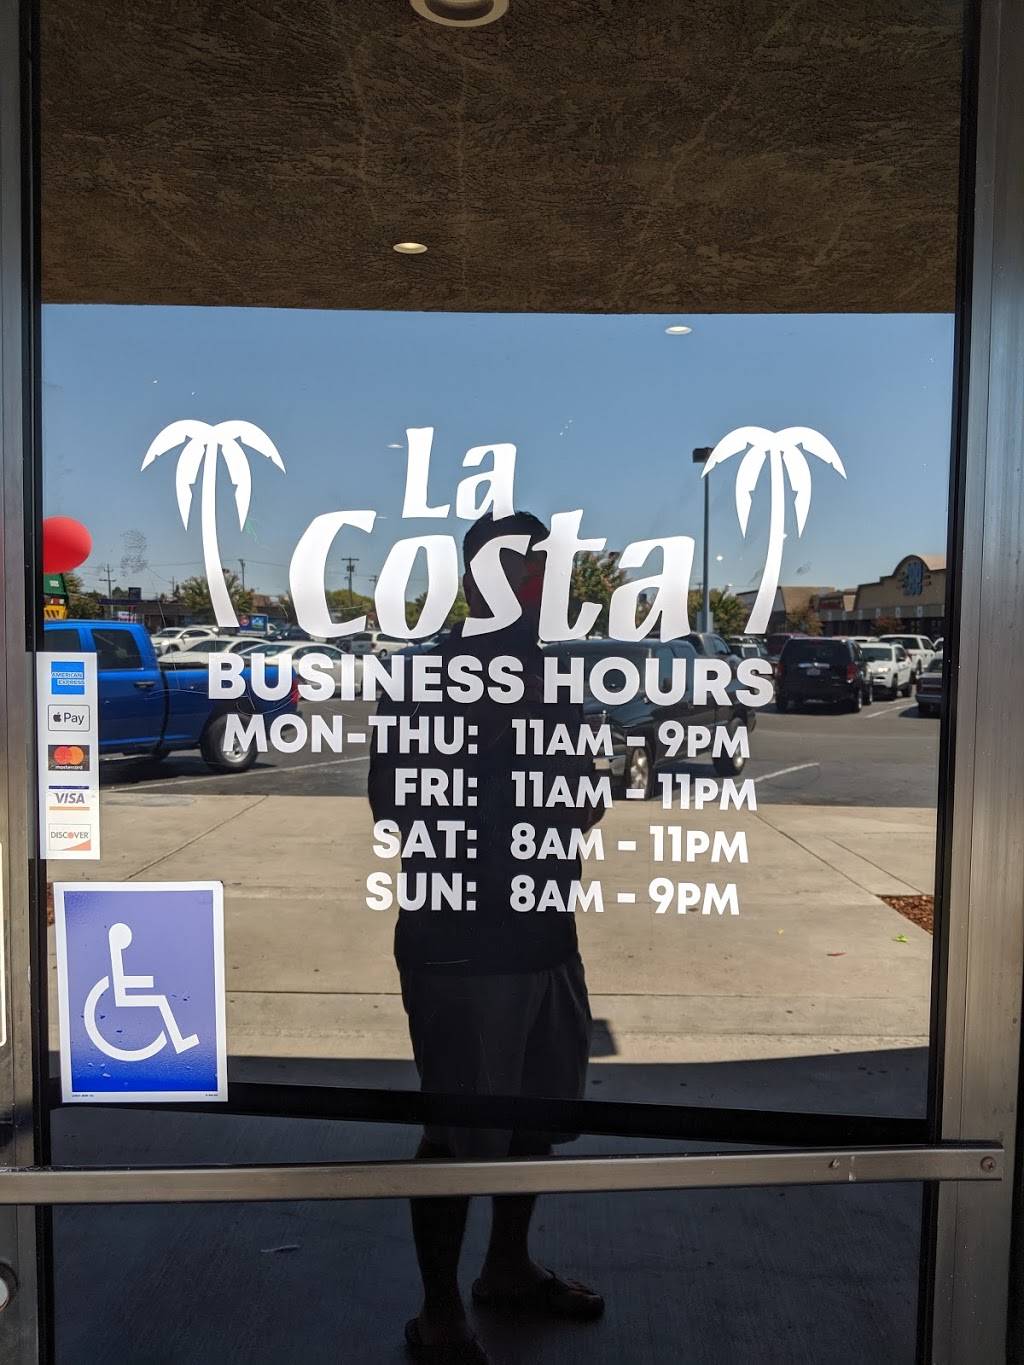 La
Costa
BUSINESS HOURS
MON-THU: 11AM - 9PM
FRI: 11AM - 11PM
SAT: 8AM - 11PM
SUN: 8AM - 9PM
AMERICAN
EXPRESS
Pay
mastercard
VISA
DISCOVER